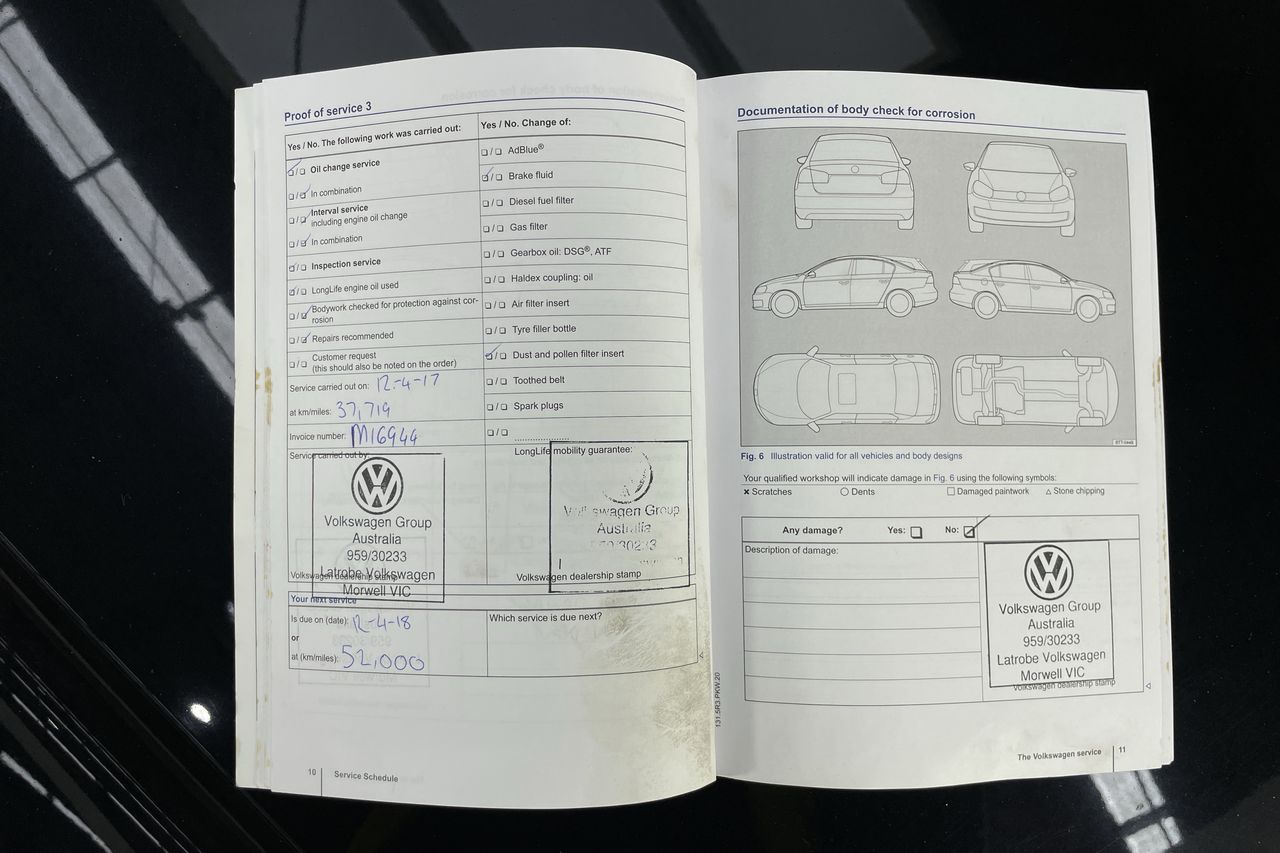 Proof of service 3
Yes / No. The following work was carried out:
❑/❑ Oil change service
❑/❑ In combination
❑/❑ Interval service
including engine oil change
❑/❑ In combination
❑/❑ Inspection service
❑/❑ LongLife engine oil used
❑/❑ Bodywork checked for protection against cor-
rosion
❑/❑ Repairs recommended
❑/❑ Customer request
(this should also be noted on the order)
Service carried out on: 12-4-17
at km/miles: 37,719
Invoice number: M16944
Service carried out by:
Volkswagen Group
Australia
959/30233
Latrobe Volkswagen
Morwell VIC
Volkswagen dealership stamp
Yes / No. Change of:
❑/❑ AdBlue®
❑/❑ Brake fluid
❑/❑ Diesel fuel filter
❑/❑ Gas filter
❑/❑ Gearbox oil: DSG®, ATF
❑/❑ Haldex coupling: oil
❑/❑ Air filter insert
❑/❑ Tyre filler bottle
❑/❑ Dust and pollen filter insert
❑/❑ Toothed belt
❑/❑ Spark plugs
❑/❑ ....................
LongLife mobility guarantee:
Volkswagen Group
Australia
Volkswagen dealership stamp
Your next service
Is due on (date): 12-4-18
or
at (km/miles): 52,000
Which service is due next?
10 Service Schedule
131.5R3.PKW.20
Documentation of body check for corrosion
Fig. 6 Illustration valid for all vehicles and body designs
Your qualified workshop will indicate damage in Fig. 6 using the following symbols:
× Scratches ○ Dents □ Damaged paintwork △ Stone chipping
Any damage? Yes: ❑ No: ❑
Description of damage:
Volkswagen Group
Australia
959/30233
Latrobe Volkswagen
Morwell VIC
Volkswagen dealership stamp
The Volkswagen service 11